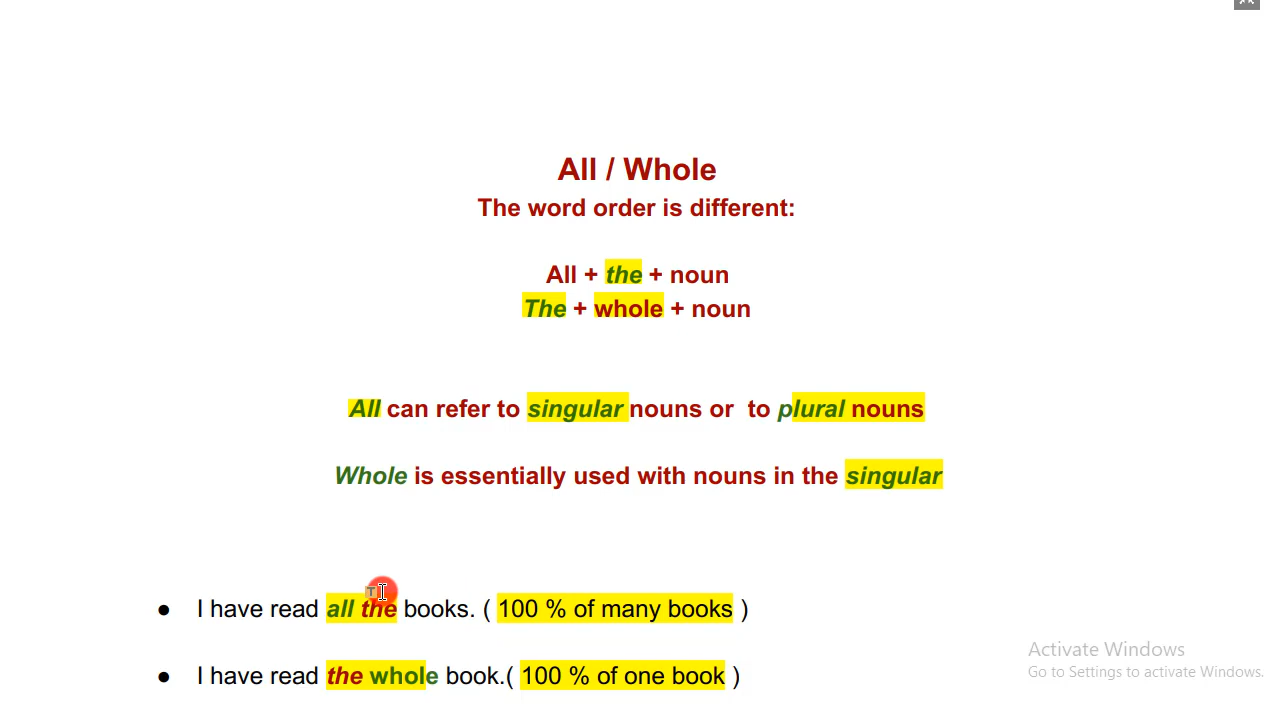 All / Whole
The word order is different:
All + the + noun
The + whole + noun
All can refer to singular nouns or to plural nouns
Whole is essentially used with nouns in the singular
● I have read all the books. ( 100 % of many books )
● I have read the whole book.( 100 % of one book )
Activate Windows
Go to Settings to activate Windows.